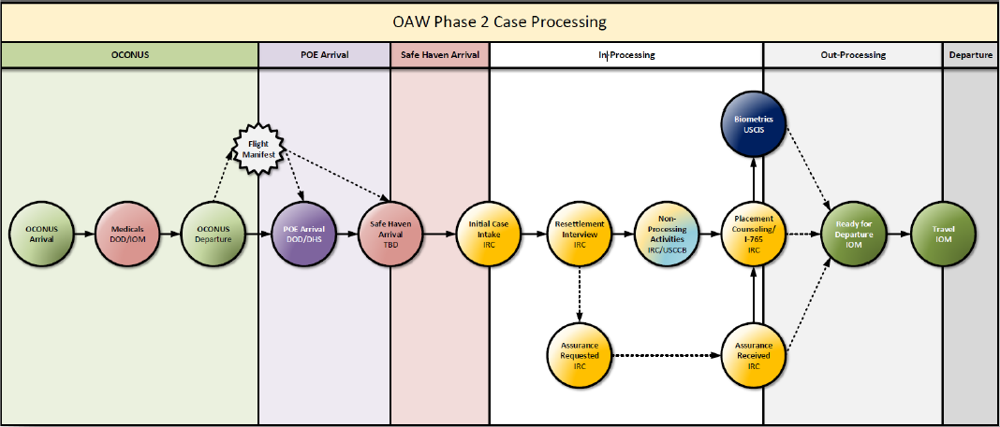 OAW Phase 2 Case Processing
OCONUS
POE Arrival
Safe Haven Arrival
In-Processing
Out-Processing
Departure
Biometrics
USCIS
Flight
Manifest
OCONUS
Arrival
Medicals
DOD/IOM
OCONUS
Departure
POE Arrival
DOD/DHS
Safe Haven
Arrival
TBD
Initial Case
Intake
IRC
Resettlement
Interview
IRC
Non-
Processing
Activities
IRC/USCCB
Placement
Counseling/
I-765
IRC
Ready for
Departure
IOM
Travel
IOM
Assurance
Requested
IRC
Assurance
Received
IRC